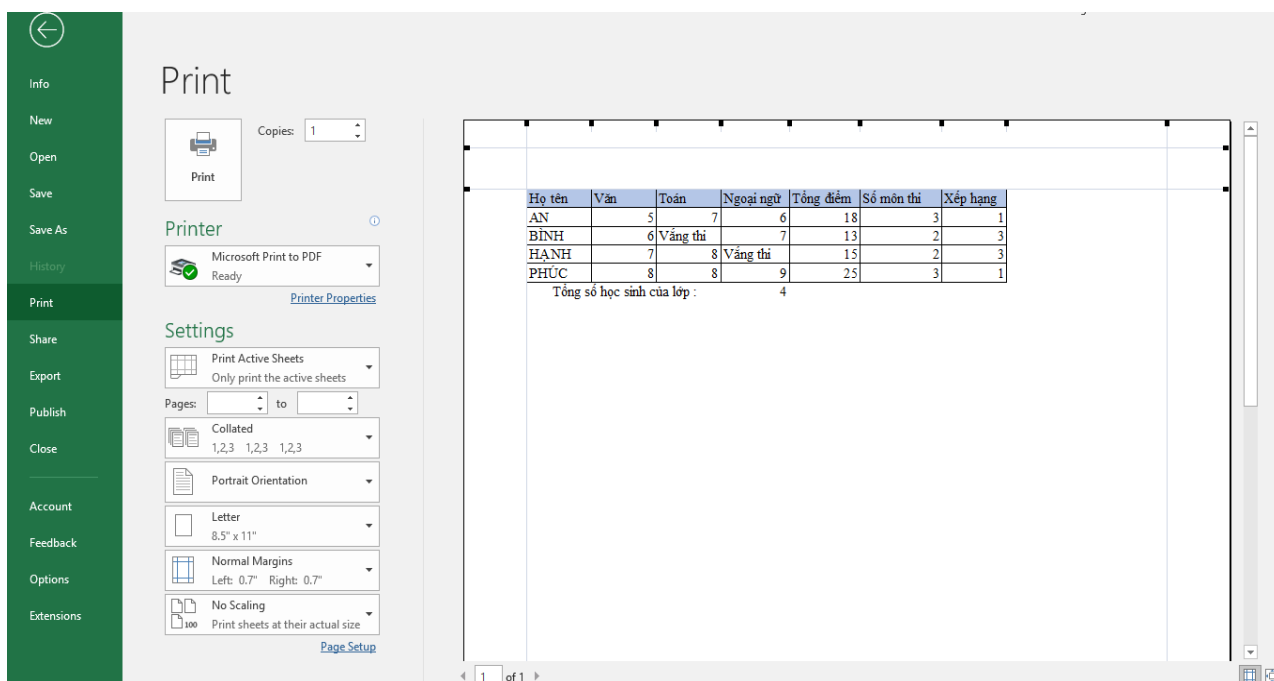 Print
Info
New
Open
Save
Save As
History
Print
Share
Export
Publish
Close
Account
Feedback
Options
Extensions
Copies: 1
Print
Printer
Microsoft Print to PDF
Ready
Printer Properties
Settings
Print Active Sheets
Only print the active sheets
Pages: to
Collated
1,2,3 1,2,3 1,2,3
Portrait Orientation
Letter
8.5" x 11"
Normal Margins
Left: 0.7" Right: 0.7"
No Scaling
100 Print sheets at their actual size
Page Setup
Họ tên Văn Toán Ngoại ngữ Tổng điểm Số môn thi Xếp hạng
AN 5 7 6 18 3 1
BÌNH 6 Vắng thi 7 13 2 3
HẠNH 7 8 Vắng thi 15 2 3
PHÚC 8 8 9 25 3 1
Tổng số học sinh của lớp : 4
1 of 1